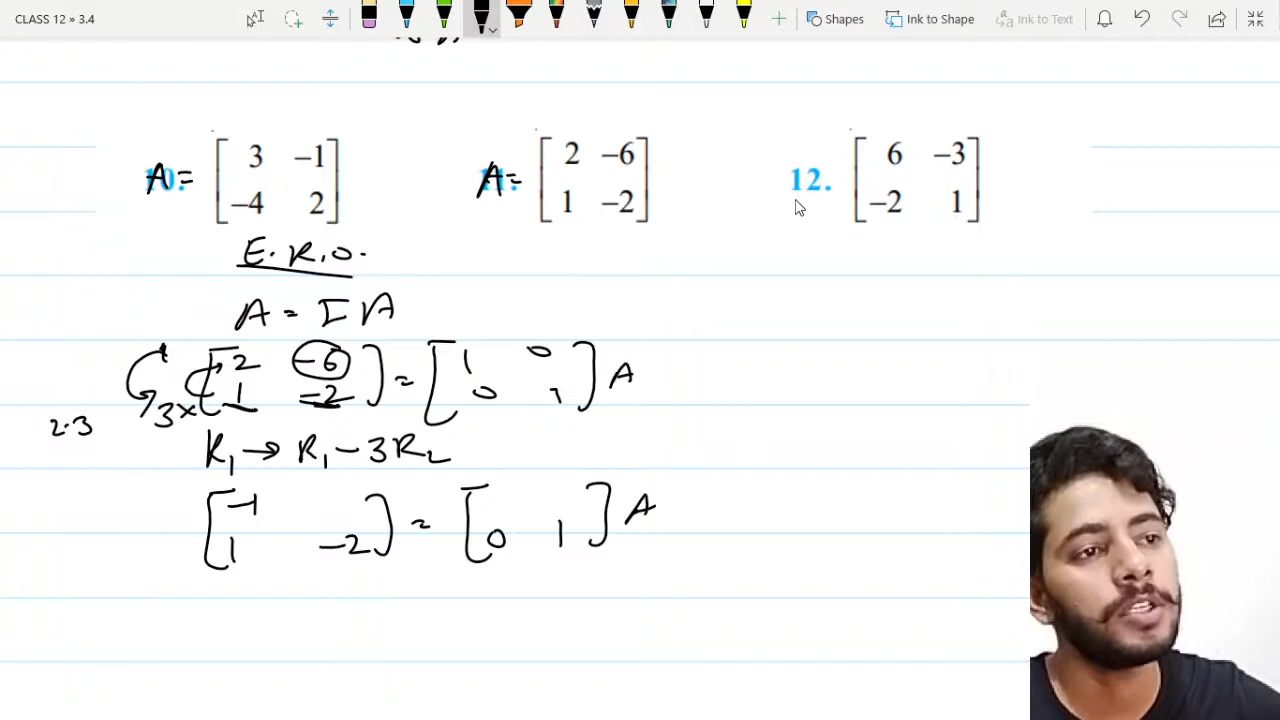 CLASS 12 » 3.4
Shapes Ink to Shape Ink to Text
A = [3 −1] A = [2 −6] 12. [6 −3]
[−4 2] [1 −2] [−2 1]
E.R.O.
A = I A
[2 −6] = [1 0] A
3× [1 −2] [0 1]
2-3
R₁ → R₁ − 3R₂
[−1 ] = [ ] A
[1 −2] [0 1]